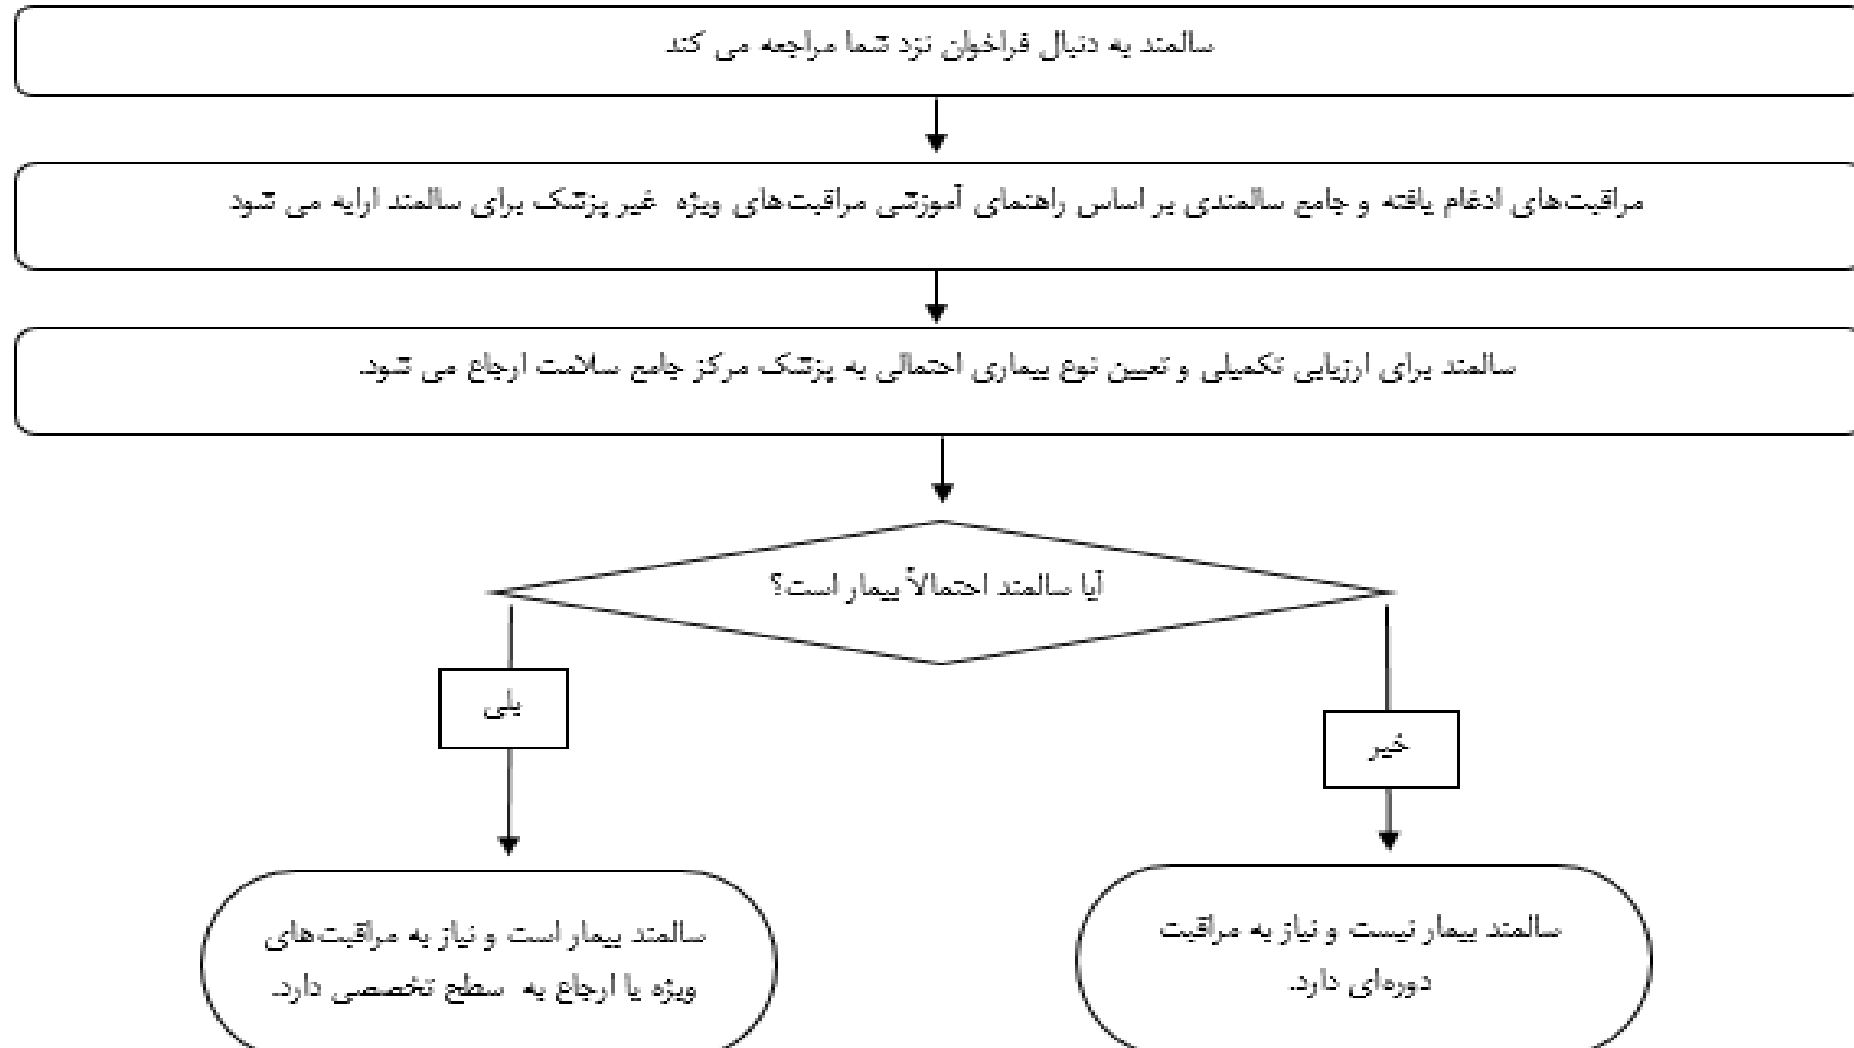 سالمند به دنبال فراخوان نزد شما مراجعه می کند
مراقبت‌های ادغام یافته و جامع سالمندی بر اساس راهنمای آموزشی مراقبت‌های ویژه غیر پزشک برای سالمند ارایه می شود
سالمند برای ارزیابی تکمیلی و تعیین نوع بیماری احتمالی به پزشک مرکز جامع سلامت ارجاع می شود.
آیا سالمند احتمالاً بیمار است؟
بلی
خیر
سالمند بیمار نیست و نیاز به مراقبت
دوره‌ای دارد.
سالمند بیمار است و نیاز به مراقبت‌های
ویژه یا ارجاع به سطح تخصصی دارد.